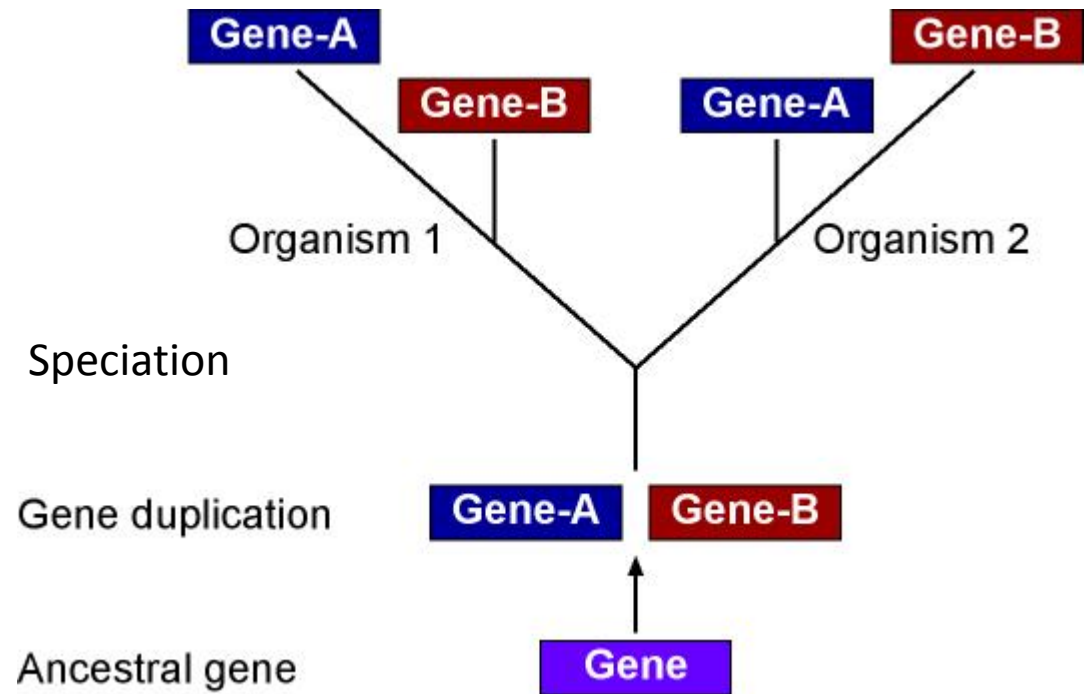 Gene-A
Gene-B
Gene-B
Gene-A
Organism 1
Organism 2
Speciation
Gene duplication
Gene-A
Gene-B
Ancestral gene
Gene